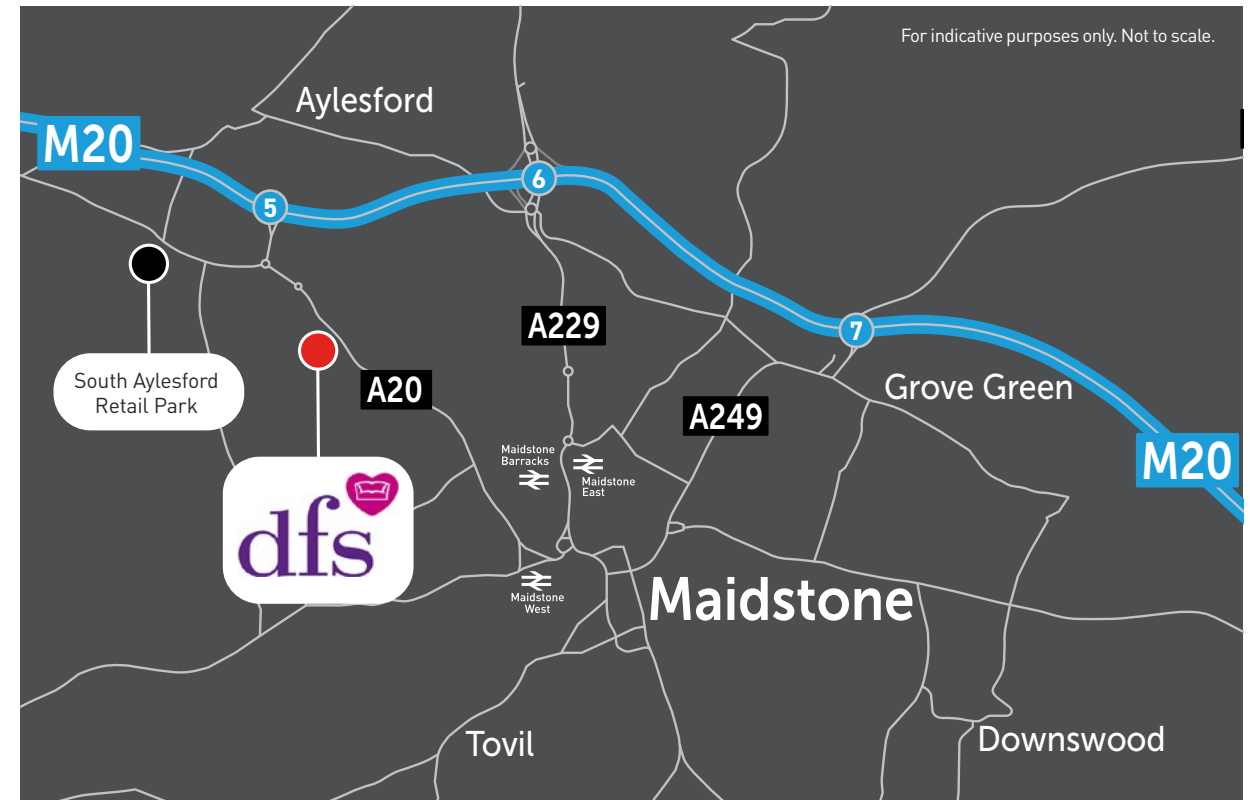 For indicative purposes only. Not to scale.
Aylesford
M20
5
6
A229
7
South Aylesford
Retail Park
A20
A249
Grove Green
M20
Maidstone
Barracks
Maidstone
East
dfs
Maidstone
West
Maidstone
Tovil
Downswood